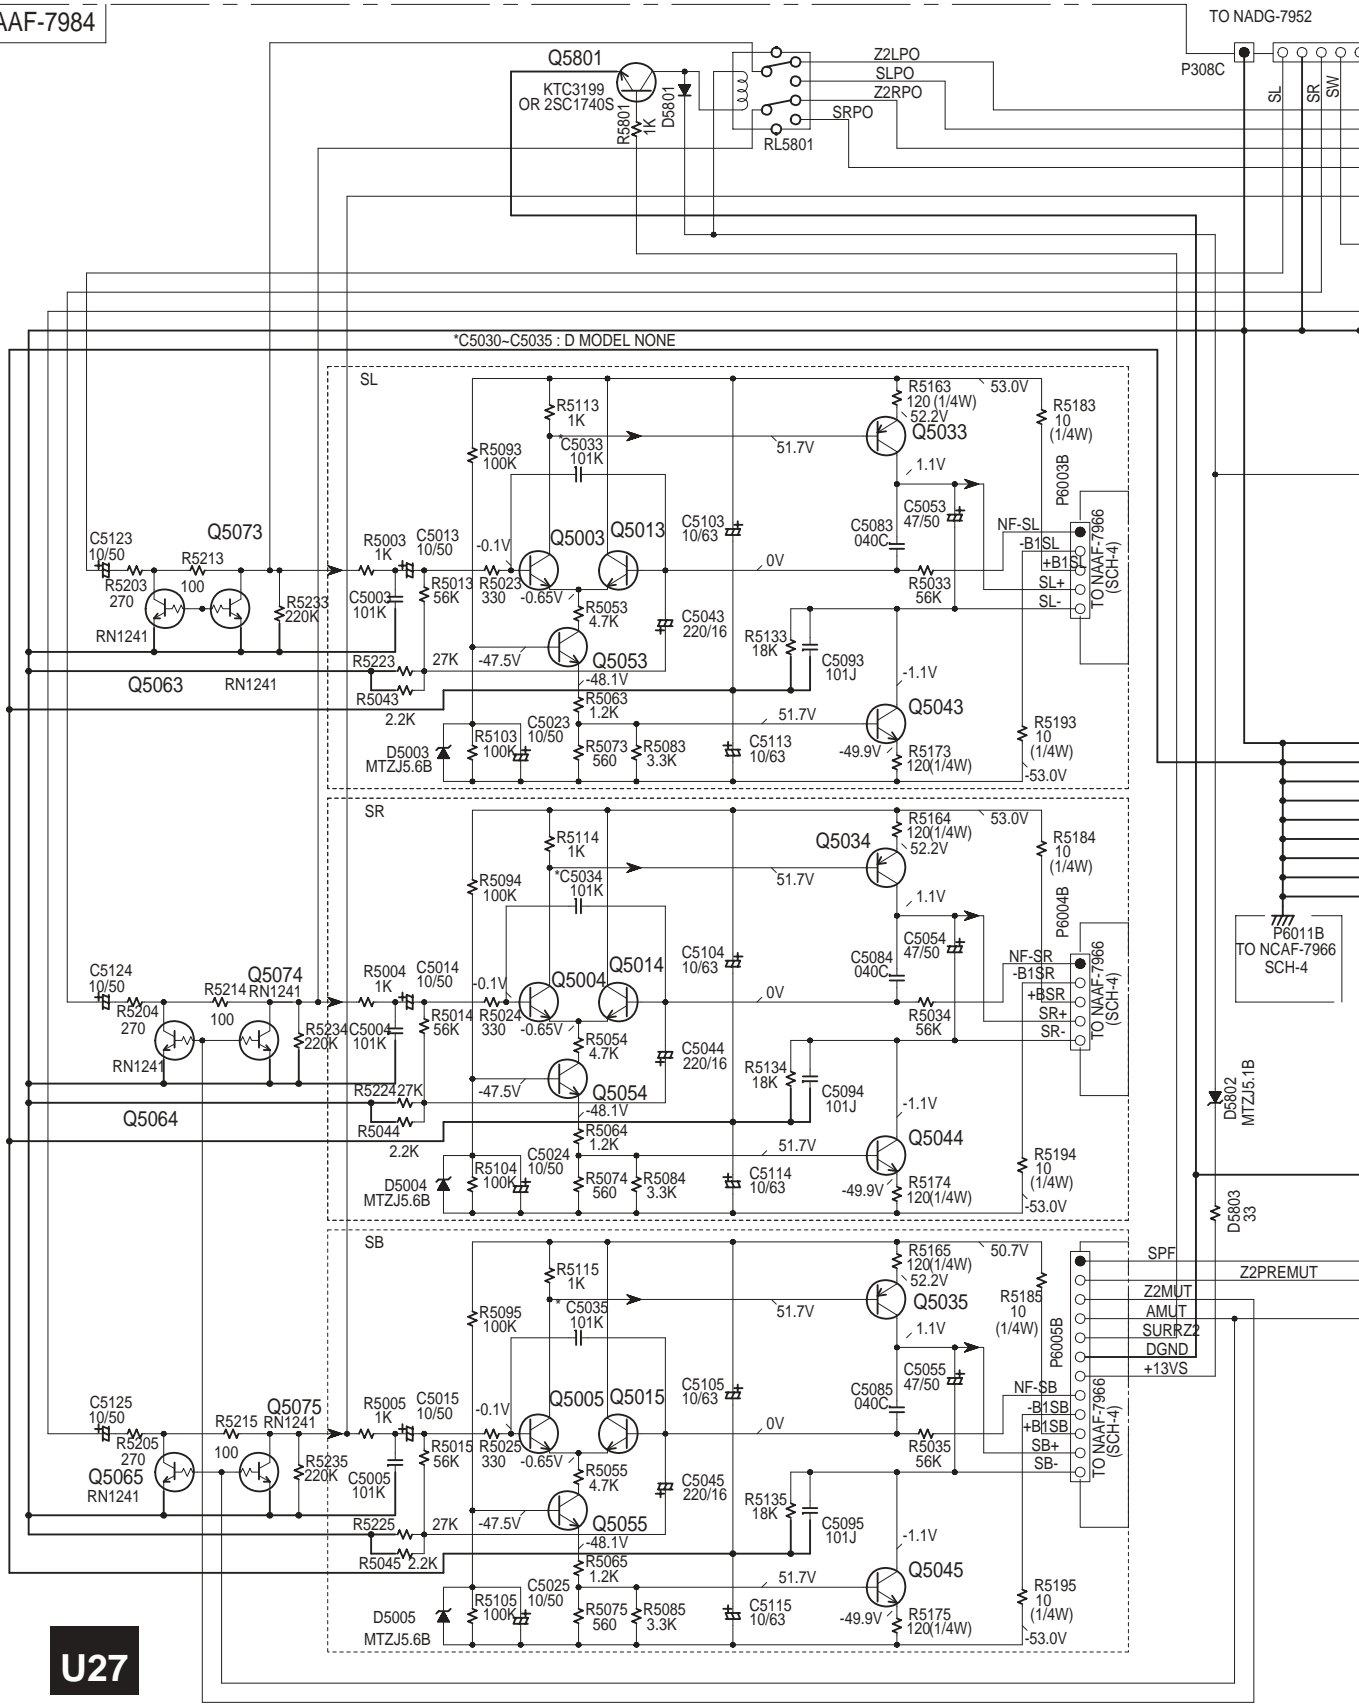 AAF-7984
TO NADG-7952
P308C
SL
SR
SW
Q5801
KTC3199
OR 2SC1740S
R5801
1K
D5801
RL5801
Z2LPO
SLPO
Z2RPO
SRPO
*C5030~C5035 : D MODEL NONE
SL
R5113
1K
*C5033
101K
R5093
100K
51.7V
R5163
120 (1/4W)
52.2V
53.0V
Q5033
1.1V
R5183
10
(1/4W)
P6003B
C5123
10/50
R5203
270
Q5073
R5213
100
R5233
220K
RN1241
Q5063
RN1241
R5003
1K
C5013
10/50
-0.1V
Q5003
Q5013
C5103
10/63
0V
C5083
040C
C5053
47/50
NF-SL
-B1SL
+B1SL
SL+
SL-
TO NAAF-7966
(SCH-4)
C5003
101K
R5013
56K
R5023
330
-0.65V
R5053
4.7K
C5043
220/16
R5033
56K
R5133
18K
C5093
101J
R5223
27K
R5043
2.2K
-47.5V
Q5053
-48.1V
R5063
1.2K
51.7V
-1.1V
Q5043
D5003
MTZJ5.6B
R5103
100K
C5023
10/50
R5073
560
R5083
3.3K
C5113
10/63
-49.9V
R5173
120(1/4W)
R5193
10
(1/4W)
-53.0V
SR
R5114
1K
*C5034
101K
R5094
100K
51.7V
Q5034
R5164
120(1/4W)
52.2V
53.0V
1.1V
R5184
10
(1/4W)
P6004B
C5124
10/50
R5204
270
R5214
100
Q5074
RN1241
R5234
220K
RN1241
Q5064
R5004
1K
C5014
10/50
-0.1V
Q5004
Q5014
C5104
10/63
0V
C5084
040C
C5054
47/50
NF-SR
-B1SR
+BSR
SR+
SR-
TO NAAF-7966
(SCH-4)
C5004
101K
R5014
56K
R5024
330
-0.65V
R5054
4.7K
C5044
220/16
R5034
56K
R5134
18K
C5094
101J
R5224
27K
R5044
2.2K
-47.5V
Q5054
-48.1V
R5064
1.2K
51.7V
-1.1V
Q5044
D5004
MTZJ5.6B
R5104
100K
C5024
10/50
R5074
560
R5084
3.3K
C5114
10/63
-49.9V
R5174
120(1/4W)
R5194
10
(1/4W)
-53.0V
P6011B
TO NCAF-7966
SCH-4
D5802
MTZJ5.1B
D5803
33
SB
R5115
1K
* C5035
101K
R5095
100K
51.7V
R5165
120(1/4W)
52.2V
50.7V
Q5035
1.1V
R5185
10
(1/4W)
P6005B
SPF
Z2PREMUT
Z2MUT
AMUT
SURRZ2
DGND
+13VS
NF-SB
-B1SB
+B1SB
SB+
SB-
TO NAAF-7966
(SCH-4)
C5125
10/50
R5205
270
Q5065
RN1241
R5215
100
Q5075
RN1241
R5235
220K
R5005
1K
C5015
10/50
-0.1V
Q5005
Q5015
C5105
10/63
0V
C5085
040C
C5055
47/50
C5005
101K
R5015
56K
R5025
330
-0.65V
R5055
4.7K
C5045
220/16
R5035
56K
R5135
18K
C5095
101J
R5225
27K
R5045
2.2K
-47.5V
Q5055
-48.1V
R5065
1.2K
51.7V
-1.1V
Q5045
D5005
MTZJ5.6B
R5105
100K
C5025
10/50
R5075
560
R5085
3.3K
C5115
10/63
-49.9V
R5175
120(1/4W)
R5195
10
(1/4W)
-53.0V
U27